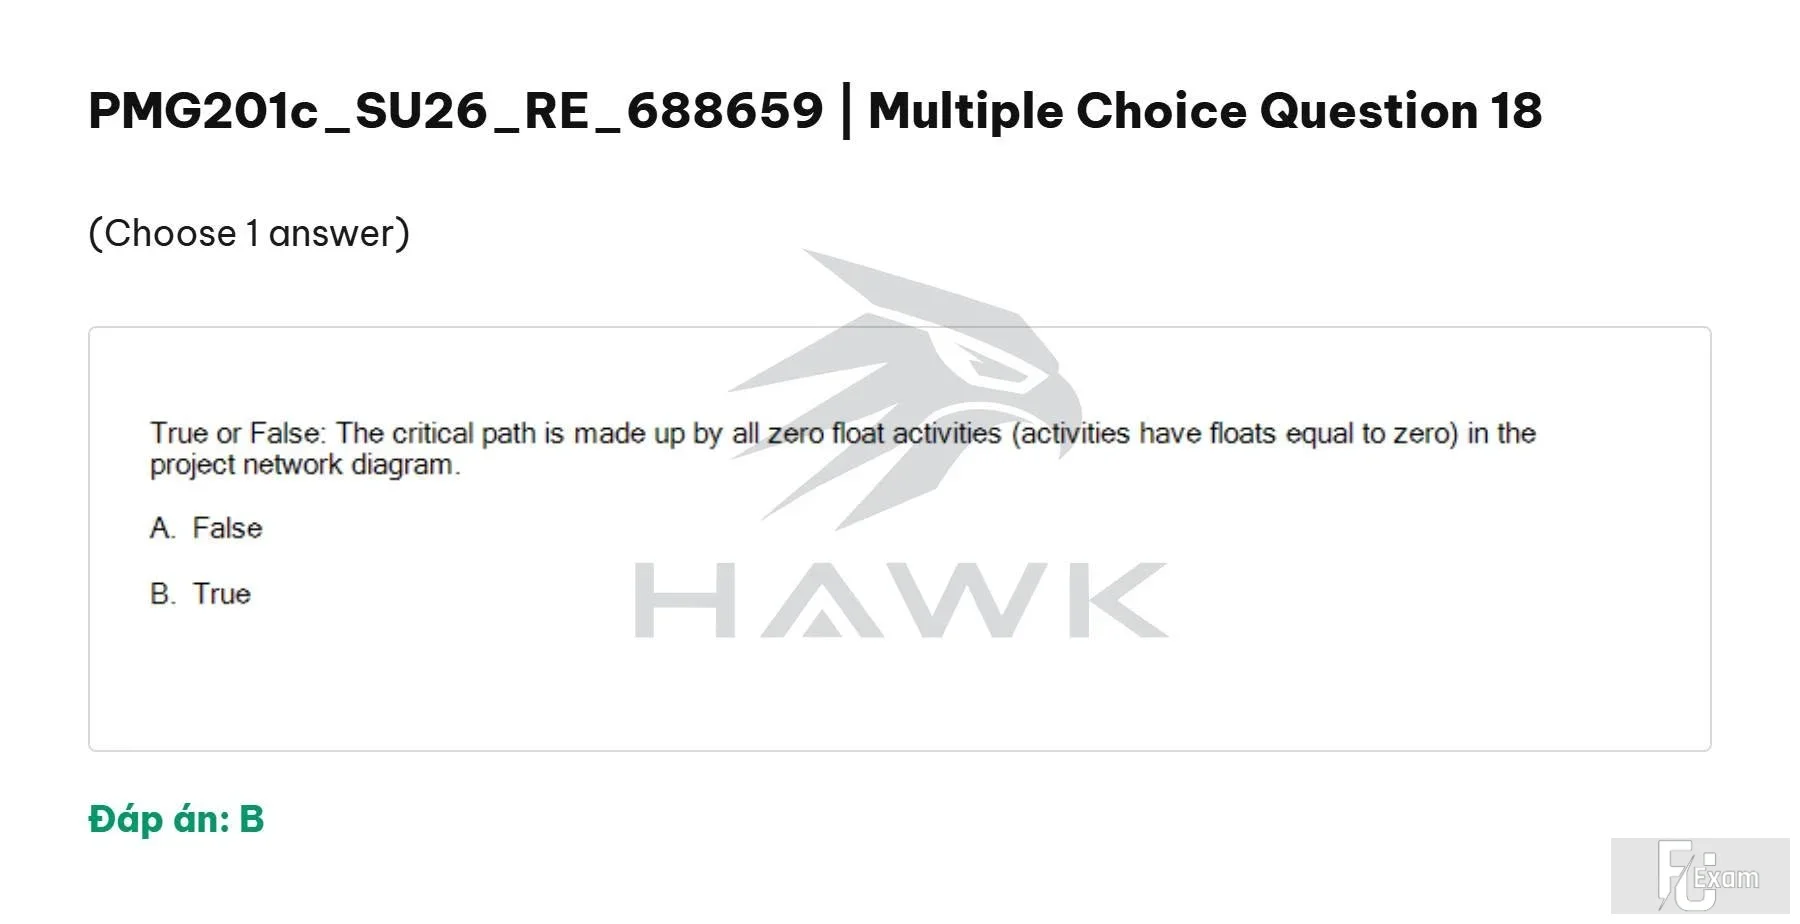 PMG201c_SU26_RE_688659 | Multiple Choice Question 18
(Choose 1 answer)
True or False: The critical path is made up by all zero float activities (activities have floats equal to zero) in the
project network diagram.
A. False
B. True
HAWK
Đáp án: B
FU Exam